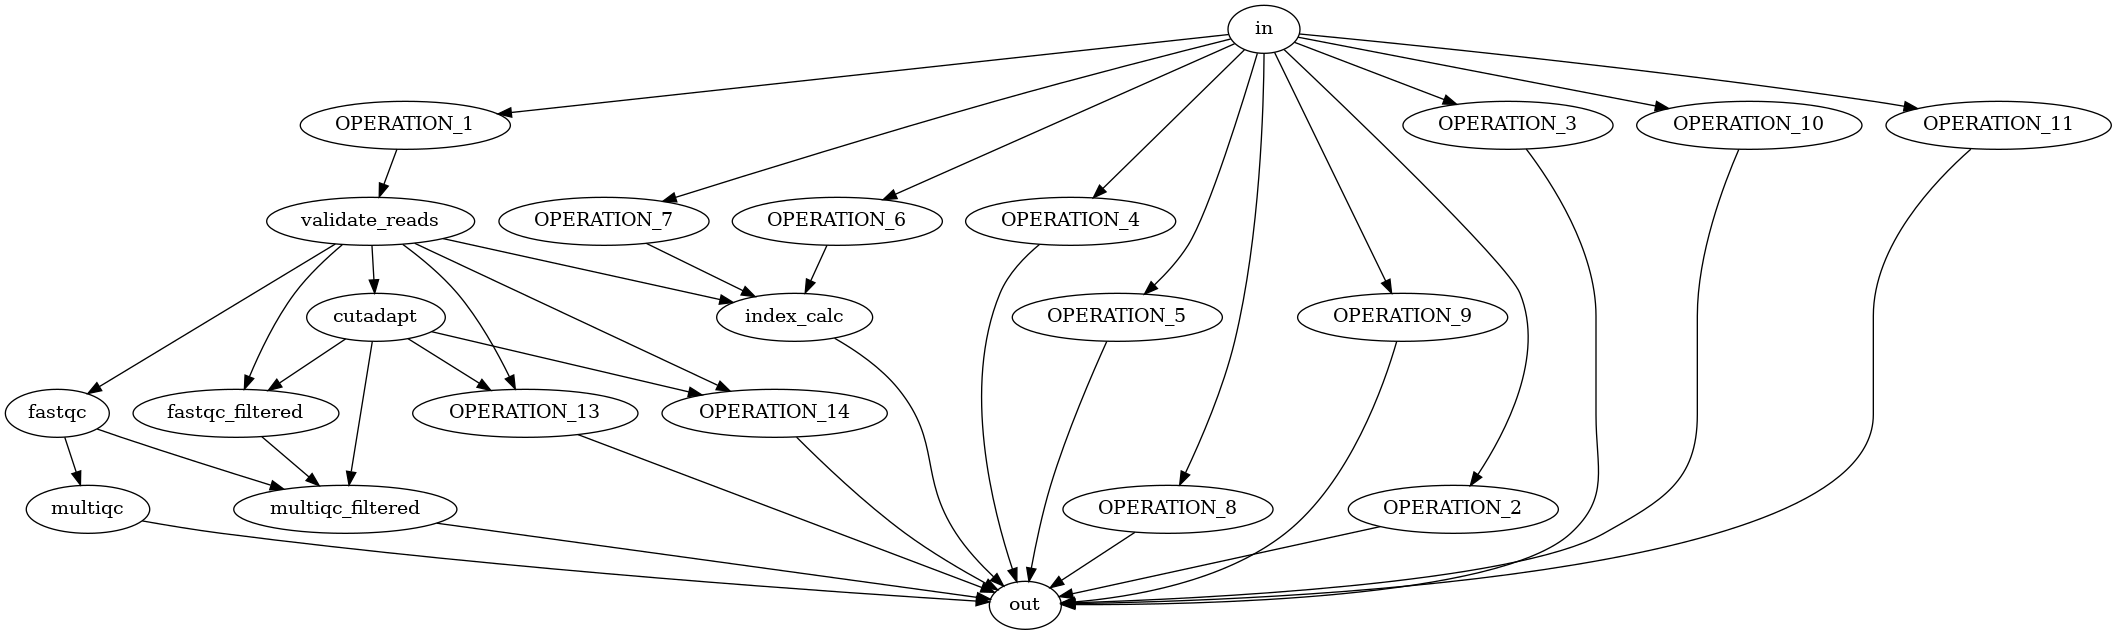 in
OPERATION_1
OPERATION_3
OPERATION_10
OPERATION_11
validate_reads
OPERATION_7
OPERATION_6
OPERATION_4
cutadapt
index_calc
OPERATION_5
OPERATION_9
fastqc
fastqc_filtered
OPERATION_13
OPERATION_14
multiqc
multiqc_filtered
OPERATION_8
OPERATION_2
out